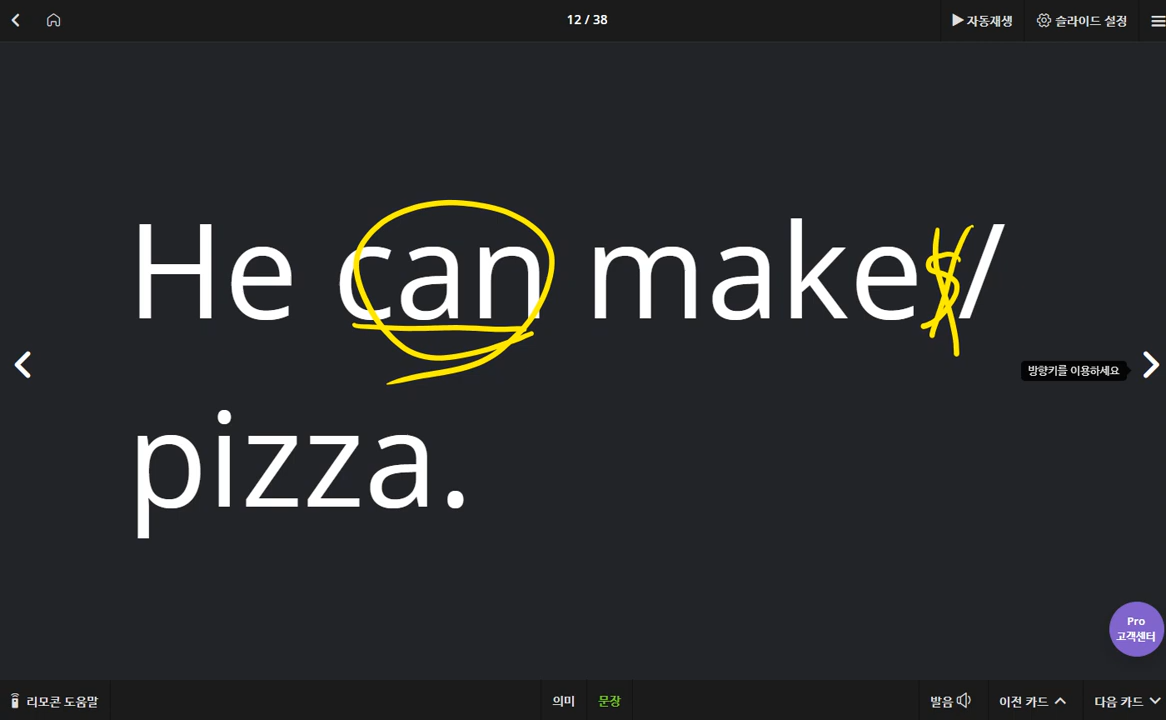 12 / 38
자동재생
슬라이드 설정
He can make s/
pizza.
방향키를 이용하세요
Pro
고객센터
리모콘 도움말
의미
문장
발음
이전 카드
다음 카드